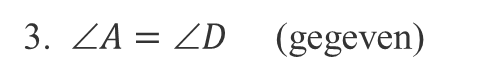 3. ∠A = ∠D (gegeven)